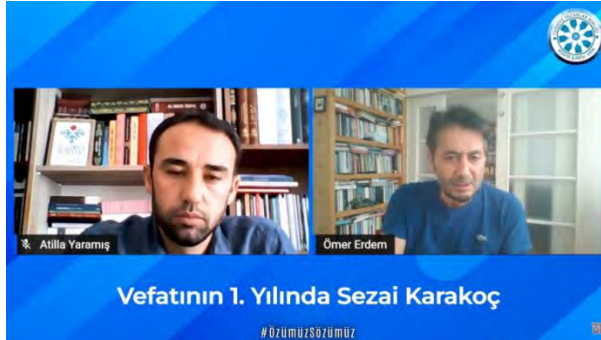 Atilla Yaramış
Ömer Erdem
Vefatının 1. Yılında Sezai Karakoç
#ÖZÜMÜZSÖZÜMÜZ